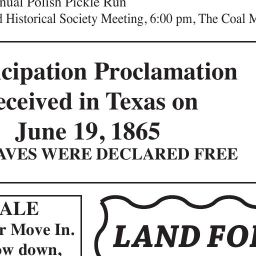 nual Polish Pickle Run
d Historical Society Meeting, 6:00 pm, The Coal M
cipation Proclamation
eceived in Texas on
June 19, 1865
AVES WERE DECLARED FREE
ALE
r Move In.
ow down,
LAND FO